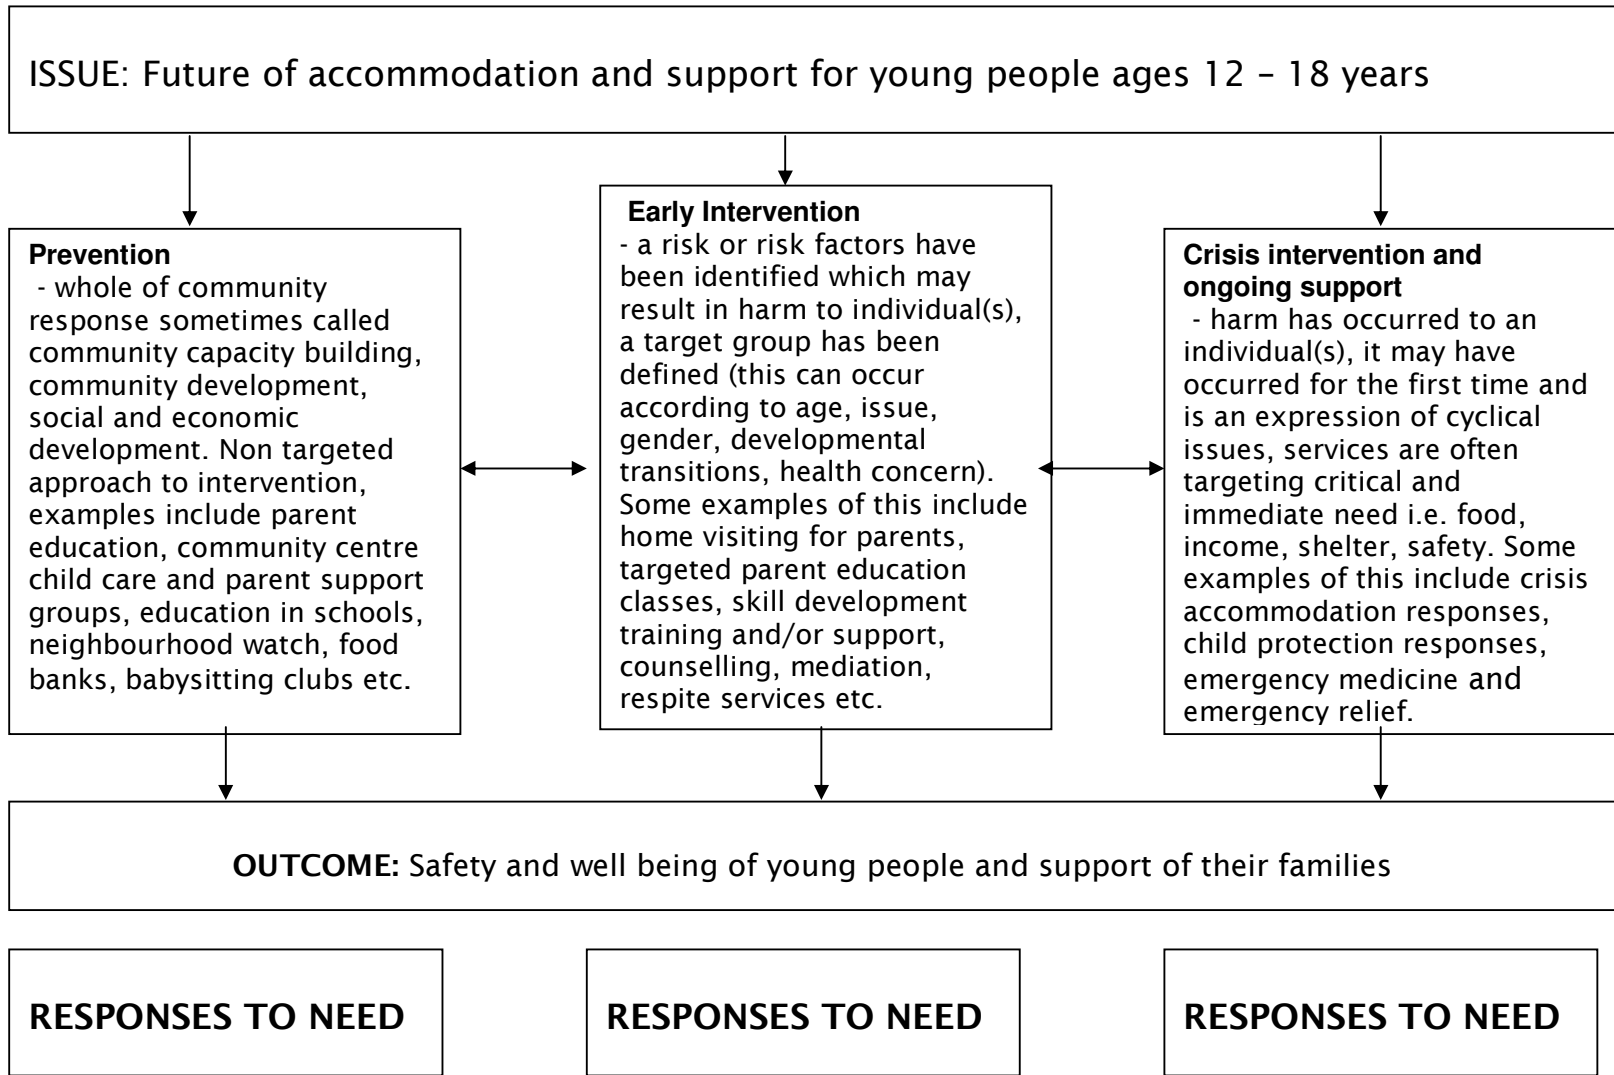 ISSUE: Future of accommodation and support for young people ages 12 – 18 years
Prevention
- whole of community
response sometimes called
community capacity building,
community development,
social and economic
development. Non targeted
approach to intervention,
examples include parent
education, community centre
child care and parent support
groups, education in schools,
neighbourhood watch, food
banks, babysitting clubs etc.
Early Intervention
- a risk or risk factors have
been identified which may
result in harm to individual(s),
a target group has been
defined (this can occur
according to age, issue,
gender, developmental
transitions, health concern).
Some examples of this include
home visiting for parents,
targeted parent education
classes, skill development
training and/or support,
counselling, mediation,
respite services etc.
Crisis intervention and
ongoing support
- harm has occurred to an
individual(s), it may have
occurred for the first time and
is an expression of cyclical
issues, services are often
targeting critical and
immediate need i.e. food,
income, shelter, safety. Some
examples of this include crisis
accommodation responses,
child protection responses,
emergency medicine and
emergency relief.
OUTCOME: Safety and well being of young people and support of their families
RESPONSES TO NEED
RESPONSES TO NEED
RESPONSES TO NEED